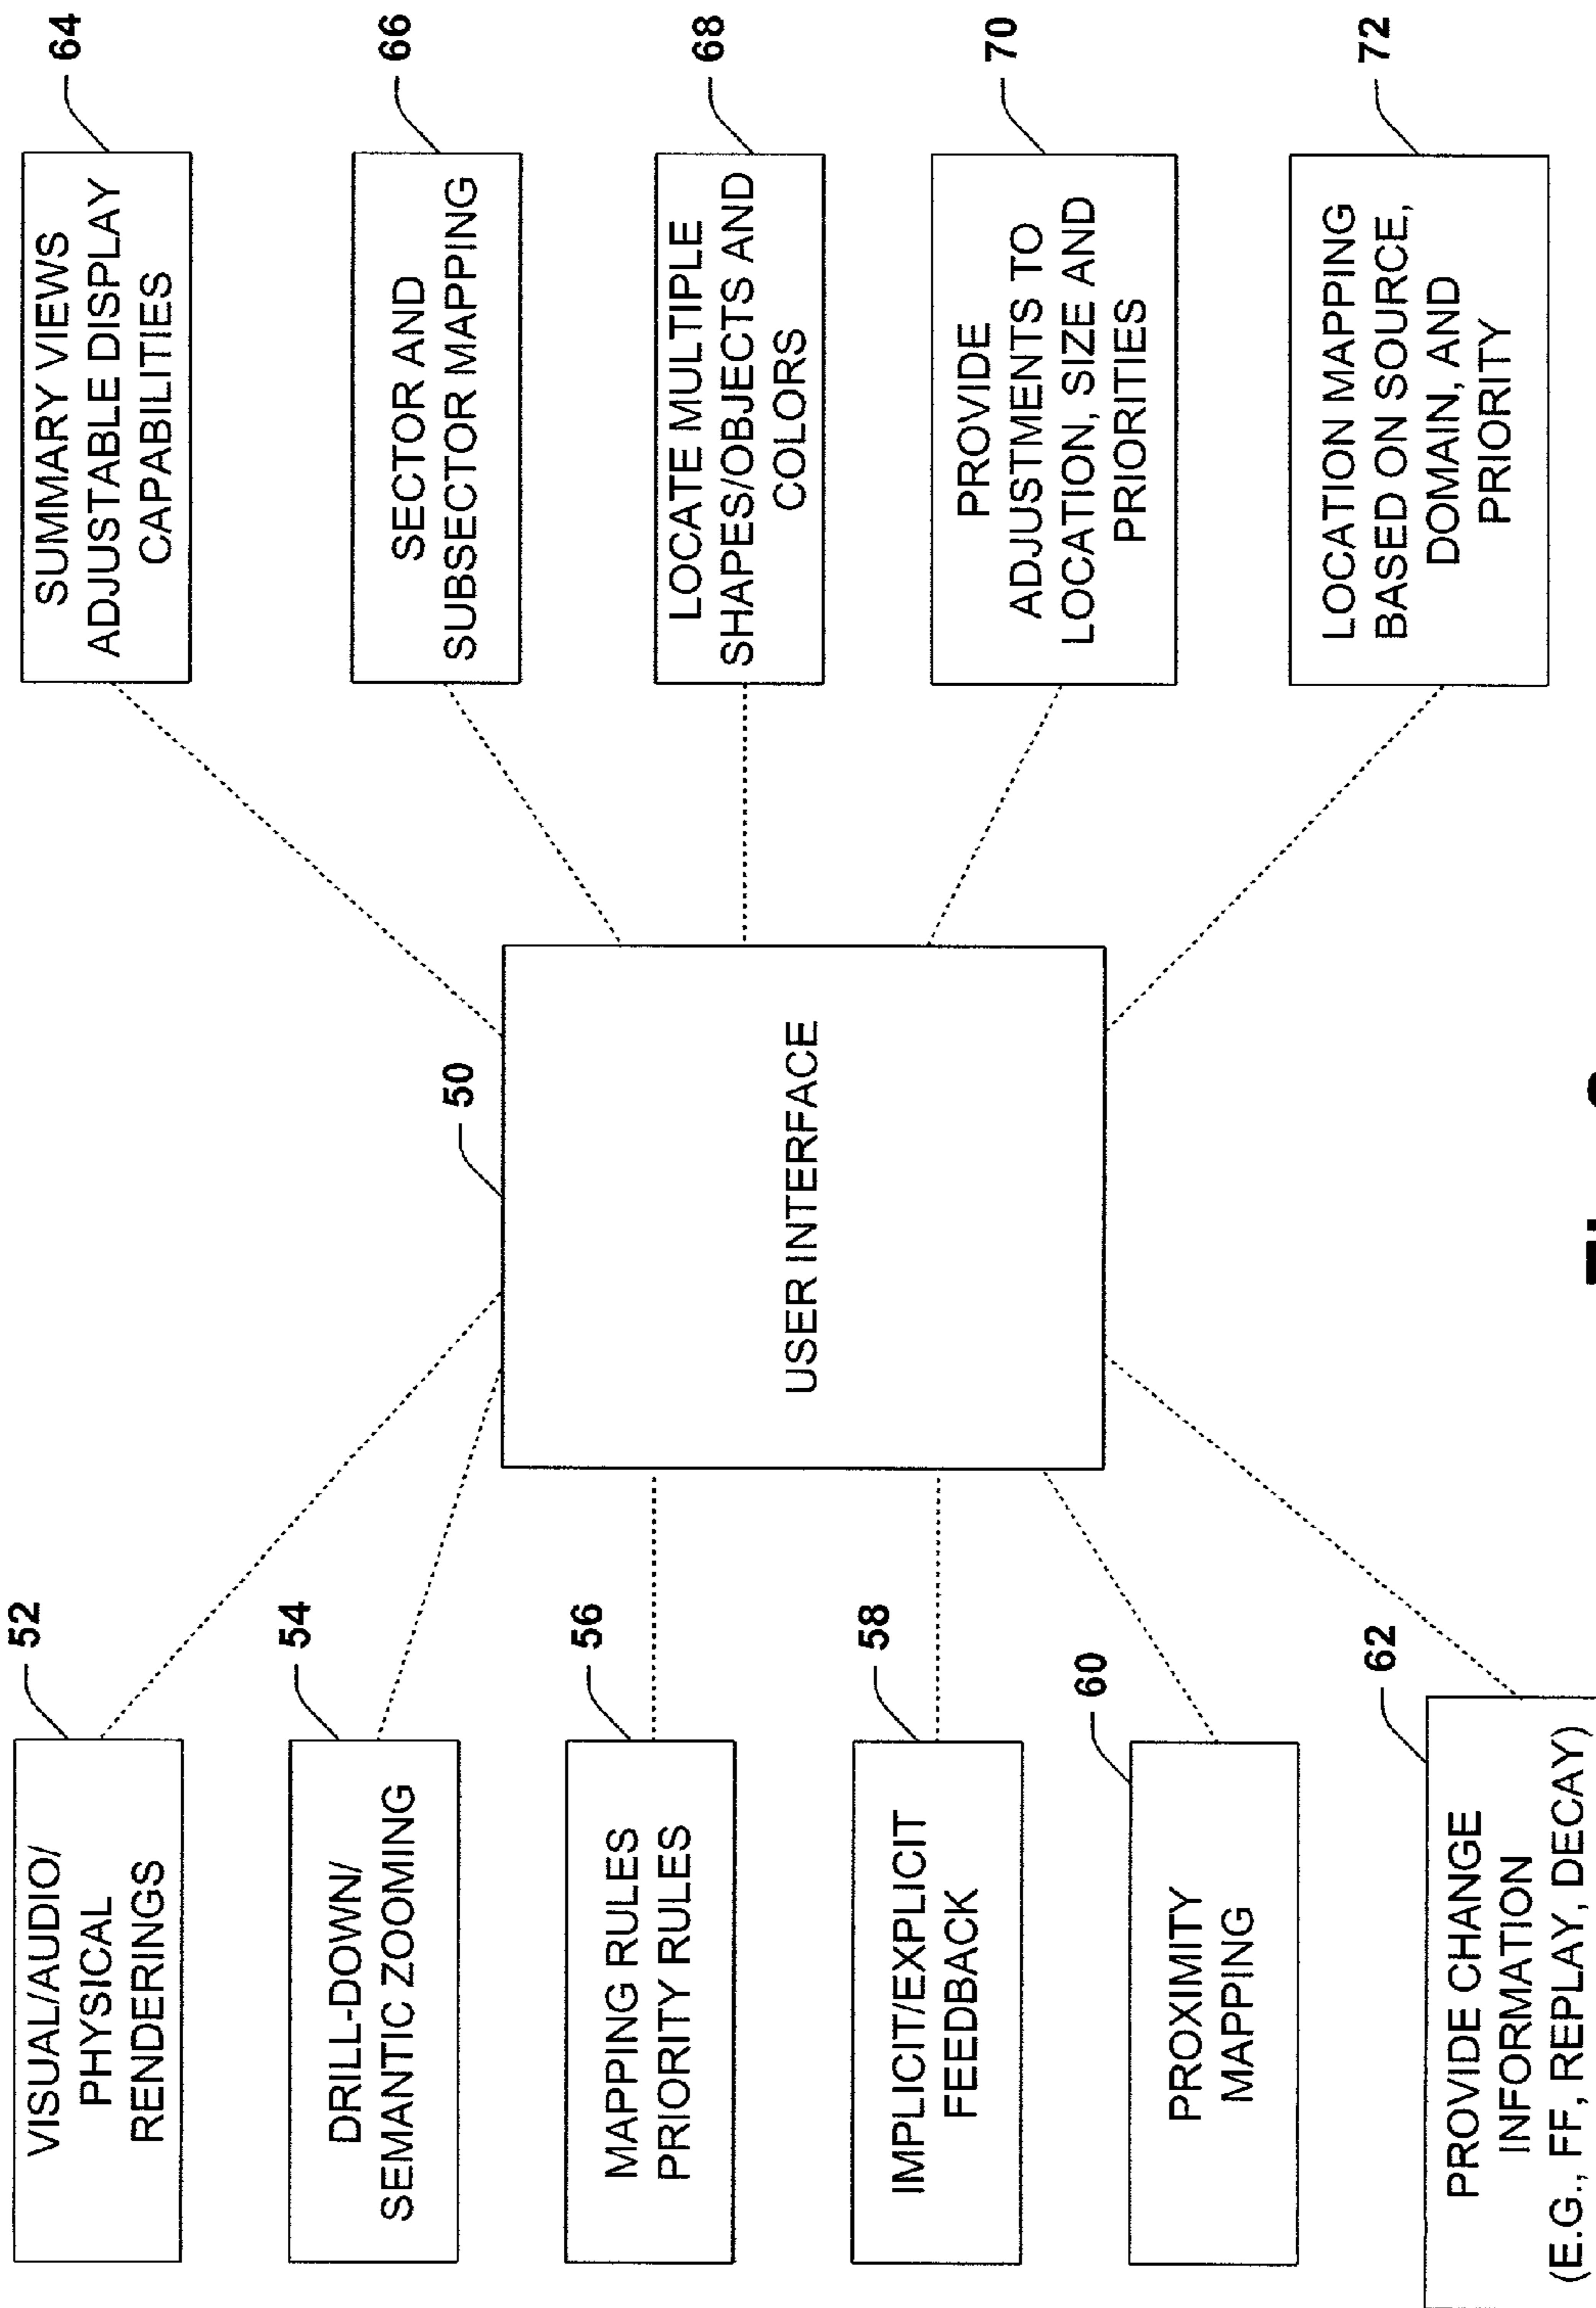 52
VISUAL/AUDIO/
PHYSICAL
RENDERINGS
54
DRILL-DOWN/
SEMANTIC ZOOMING
56
MAPPING RULES
PRIORITY RULES
58
IMPLICIT/EXPLICIT
FEEDBACK
60
PROXIMITY
MAPPING
62
PROVIDE CHANGE
INFORMATION
(E.G., FF, REPLAY, DECAY)
50
USER INTERFACE
64
SUMMARY VIEWS
ADJUSTABLE DISPLAY
CAPABILITIES
66
SECTOR AND
SUBSECTOR MAPPING
68
LOCATE MULTIPLE
SHAPES/OBJECTS AND
COLORS
70
PROVIDE
ADJUSTMENTS TO
LOCATION, SIZE AND
PRIORITIES
72
LOCATION MAPPING
BASED ON SOURCE,
DOMAIN, AND
PRIORITY